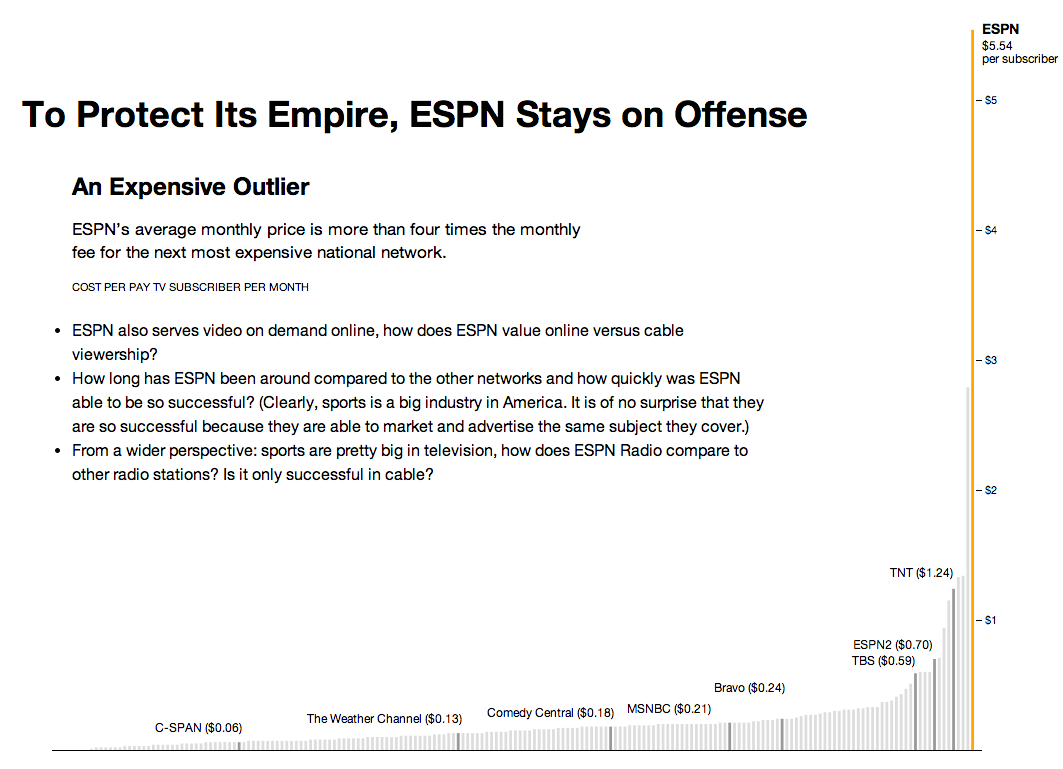 ESPN
$5.54
per subscriber
$5
To Protect Its Empire, ESPN Stays on Offense
An Expensive Outlier
ESPN’s average monthly price is more than four times the monthly
fee for the next most expensive national network.
$4
COST PER PAY TV SUBSCRIBER PER MONTH
• ESPN also serves video on demand online, how does ESPN value online versus cable
viewership?
$3
• How long has ESPN been around compared to the other networks and how quickly was ESPN
able to be so successful? (Clearly, sports is a big industry in America. It is of no surprise that they
are so successful because they are able to market and advertise the same subject they cover.)
• From a wider perspective: sports are pretty big in television, how does ESPN Radio compare to
other radio stations? Is it only successful in cable?
$2
TNT ($1.24)
$1
ESPN2 ($0.70)
TBS ($0.59)
Bravo ($0.24)
MSNBC ($0.21)
Comedy Central ($0.18)
The Weather Channel ($0.13)
C-SPAN ($0.06)